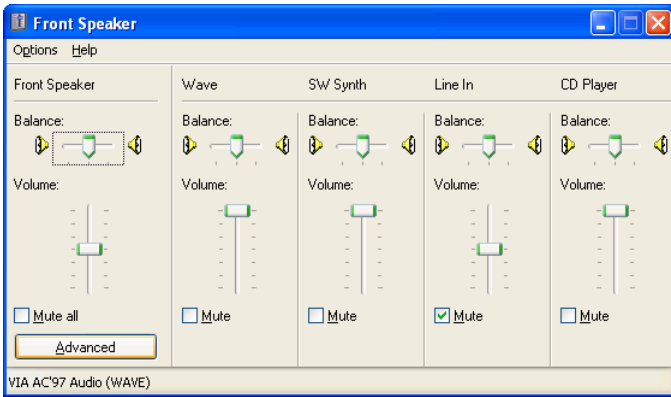 Front Speaker
Options Help
Front Speaker Wave SW Synth Line In CD Player
Balance: Balance: Balance: Balance: Balance:
Volume: Volume: Volume: Volume: Volume:
Mute all Mute Mute Mute Mute
Advanced
VIA AC'97 Audio (WAVE)